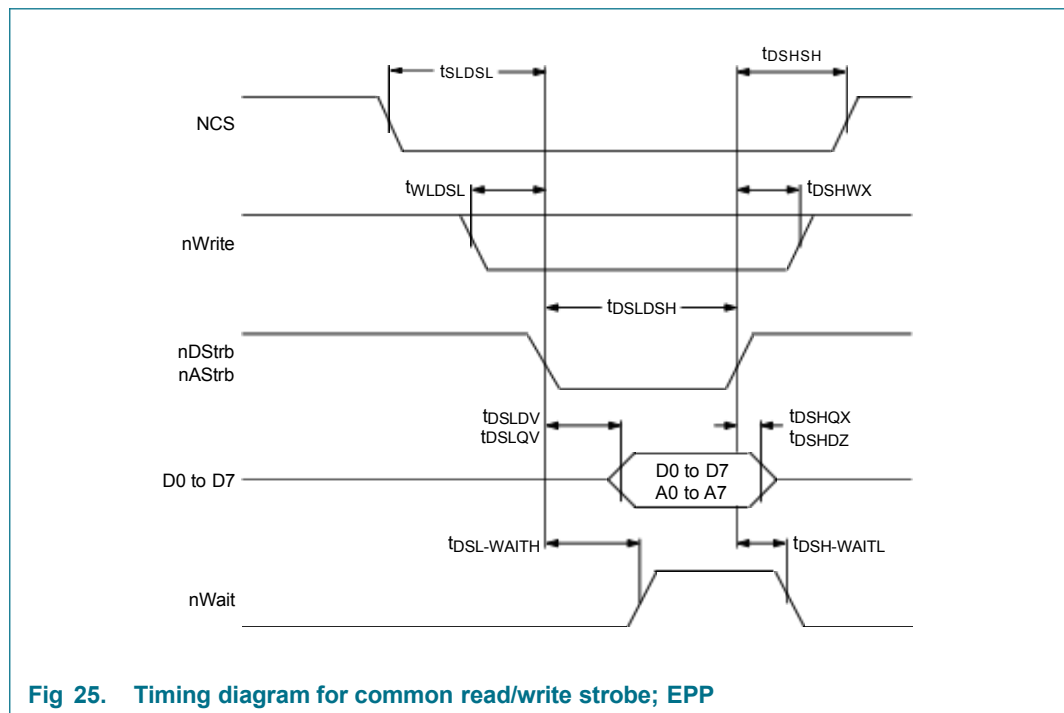 tSLDSL
tDSHSH
NCS
tWLDSL
tDSHWX
nWrite
tDSLDSH
nDStrb
nAStrb
tDSLDV
tDSLQV
tDSHQX
tDSHDZ
D0 to D7
D0 to D7
A0 to A7
tDSL-WAITH
tDSH-WAITL
nWait
Fig 25. Timing diagram for common read/write strobe; EPP